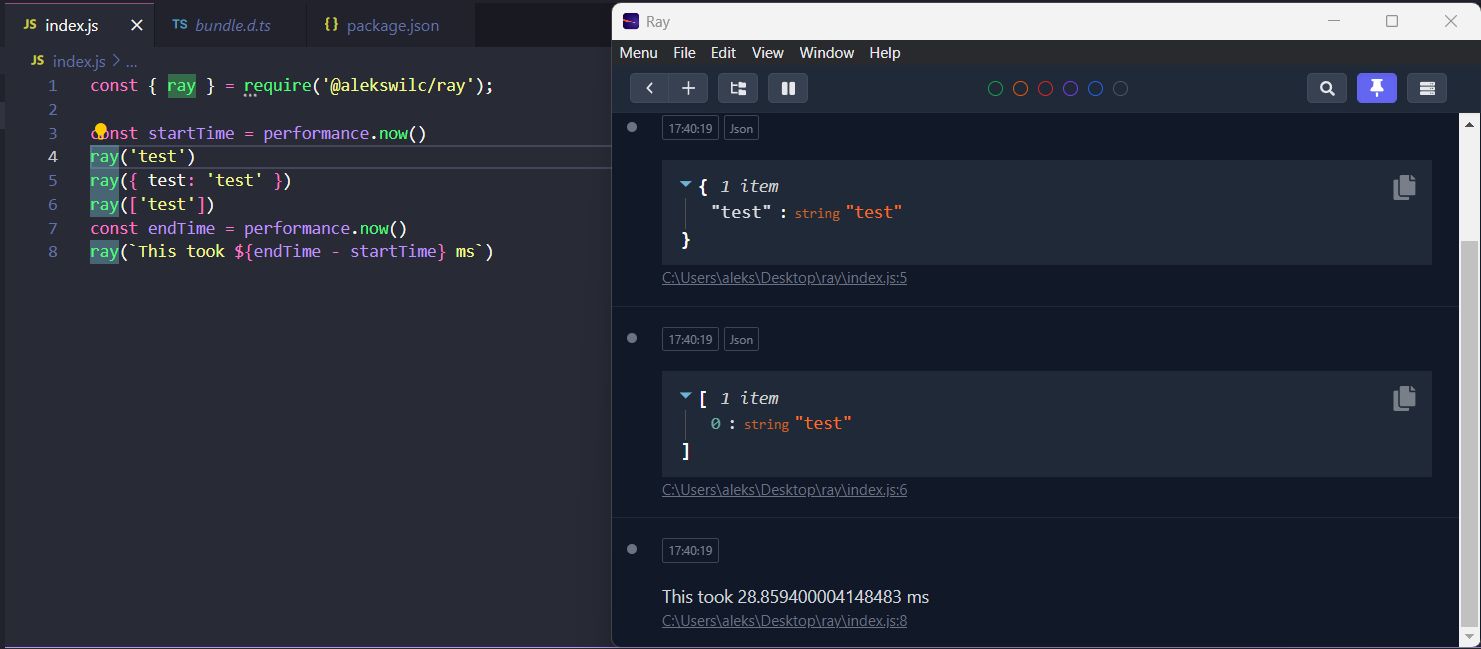 JS index.js
TS bundle.d.ts
{} package.json
JS index.js > ...
1 const { ray } = require('@alekswilc/ray');
2
3 const startTime = performance.now()
4 ray('test')
5 ray({ test: 'test' })
6 ray(['test'])
7 const endTime = performance.now()
8 ray(`This took ${endTime - startTime} ms`)
Ray
Menu File Edit View Window Help
17:40:19 Json
{ 1 item
"test" : string "test"
}
C:\Users\aleks\Desktop\ray\index.js:5
17:40:19 Json
[ 1 item
0 : string "test"
]
C:\Users\aleks\Desktop\ray\index.js:6
17:40:19
This took 28.859400004148483 ms
C:\Users\aleks\Desktop\ray\index.js:8